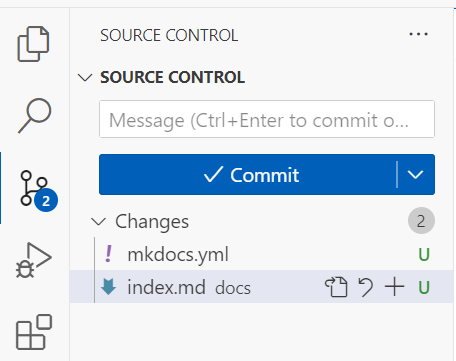 SOURCE CONTROL
SOURCE CONTROL
Message (Ctrl+Enter to commit o...
Commit
2
Changes 2
! mkdocs.yml U
index.md docs U